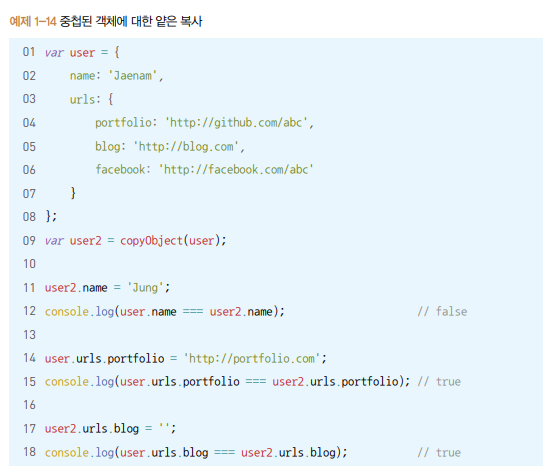 예제 1-14 중첩된 객체에 대한 얕은 복사
01 var user = {
02     name: 'Jaenam',
03     urls: {
04         portfolio: 'http://github.com/abc',
05         blog: 'http://blog.com',
06         facebook: 'http://facebook.com/abc'
07     }
08 };
09 var user2 = copyObject(user);
10
11 user2.name = 'Jung';
12 console.log(user.name === user2.name); // false
13
14 user.urls.portfolio = 'http://portfolio.com';
15 console.log(user.urls.portfolio === user2.urls.portfolio); // true
16
17 user2.urls.blog = '';
18 console.log(user.urls.blog === user2.urls.blog); // true